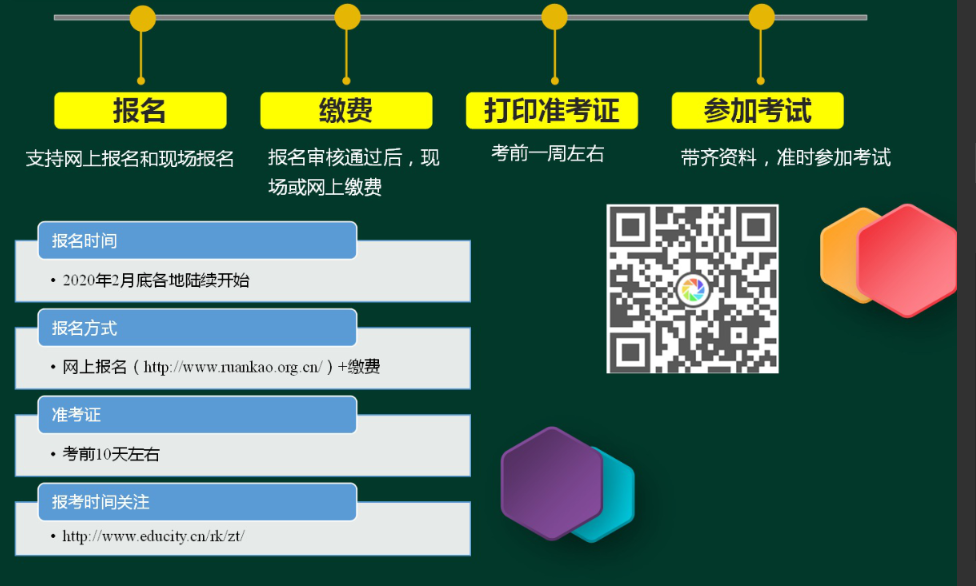 报名
缴费
打印准考证
参加考试
支持网上报名和现场报名
报名审核通过后，现
场或网上缴费
考前一周左右
带齐资料，准时参加考试
报名时间
• 2020年2月底各地陆续开始
报名方式
• 网上报名（http://www.ruankao.org.cn/）+缴费
准考证
• 考前10天左右
报考时间关注
• http://www.educity.cn/rk/zt/